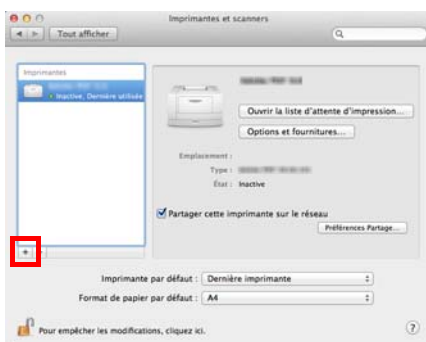 Imprimantes et scanners
Tout afficher
Imprimantes
Inactive, Dernière utilisée
Ouvrir la liste d'attente d'impression...
Options et fournitures...
Emplacement :
Type :
État : Inactive
Partager cette imprimante sur le réseau
Préférences Partage...
+ -
Imprimante par défaut : Dernière imprimante
Format de papier par défaut : A4
Pour empêcher les modifications, cliquez ici.
?